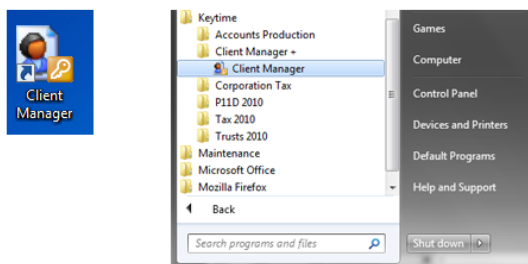 Client
Manager
Keytime
Accounts Production
Client Manager +
Client Manager
Corporation Tax
P11D 2010
Tax 2010
Trusts 2010
Maintenance
Microsoft Office
Mozilla Firefox
Back
Search programs and files
Games
Computer
Control Panel
Devices and Printers
Default Programs
Help and Support
Shut down